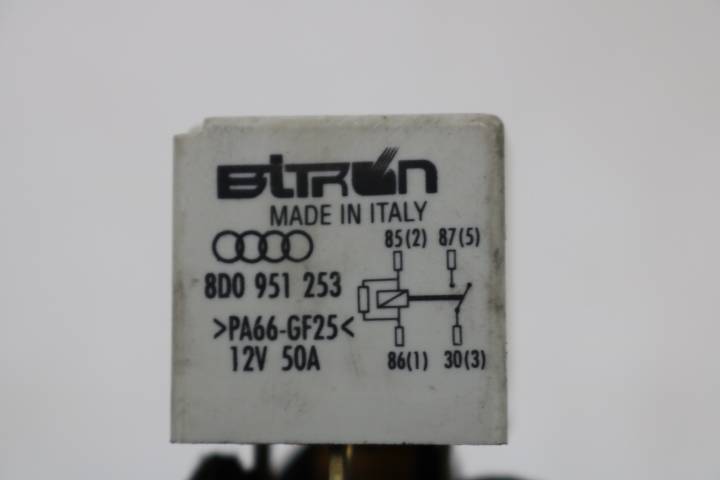 BITRON
MADE IN ITALY
8D0 951 253
>PA66-GF25<
12V 50A
85(2) 87(5)
86(1) 30(3)